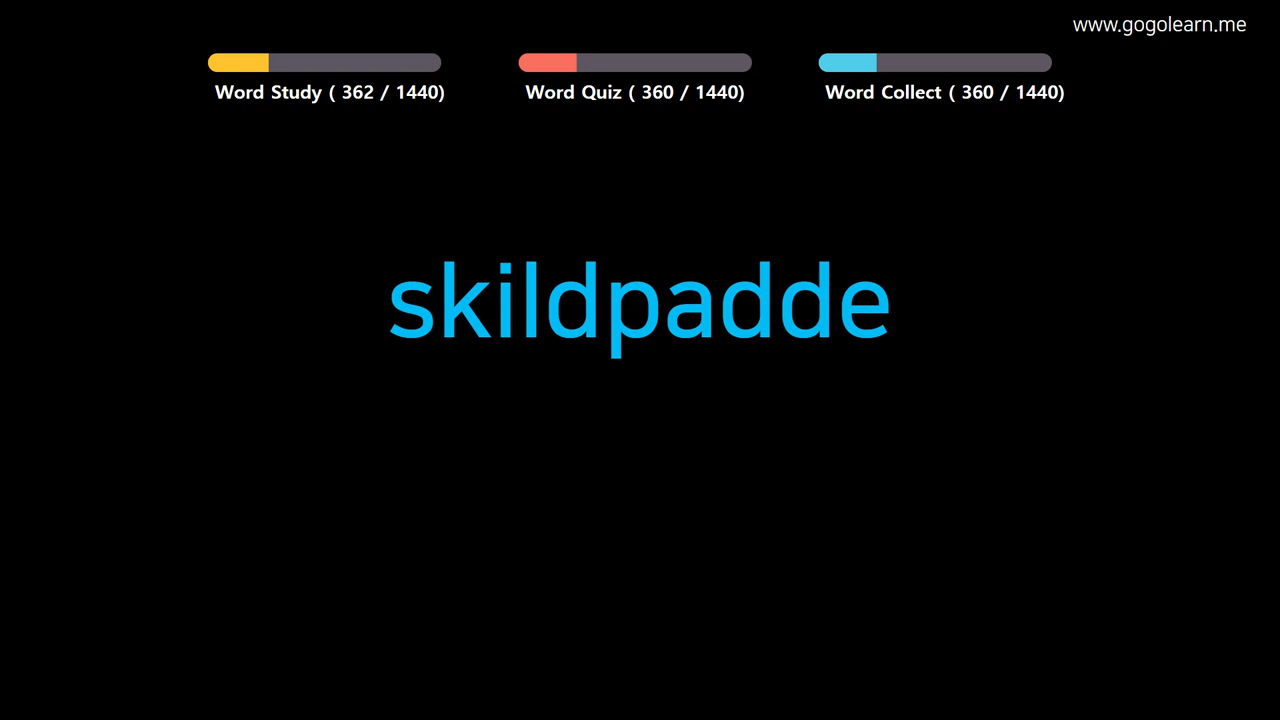 www.gogolearn.me
Word Study ( 362 / 1440)
Word Quiz ( 360 / 1440)
Word Collect ( 360 / 1440)
skildpadde